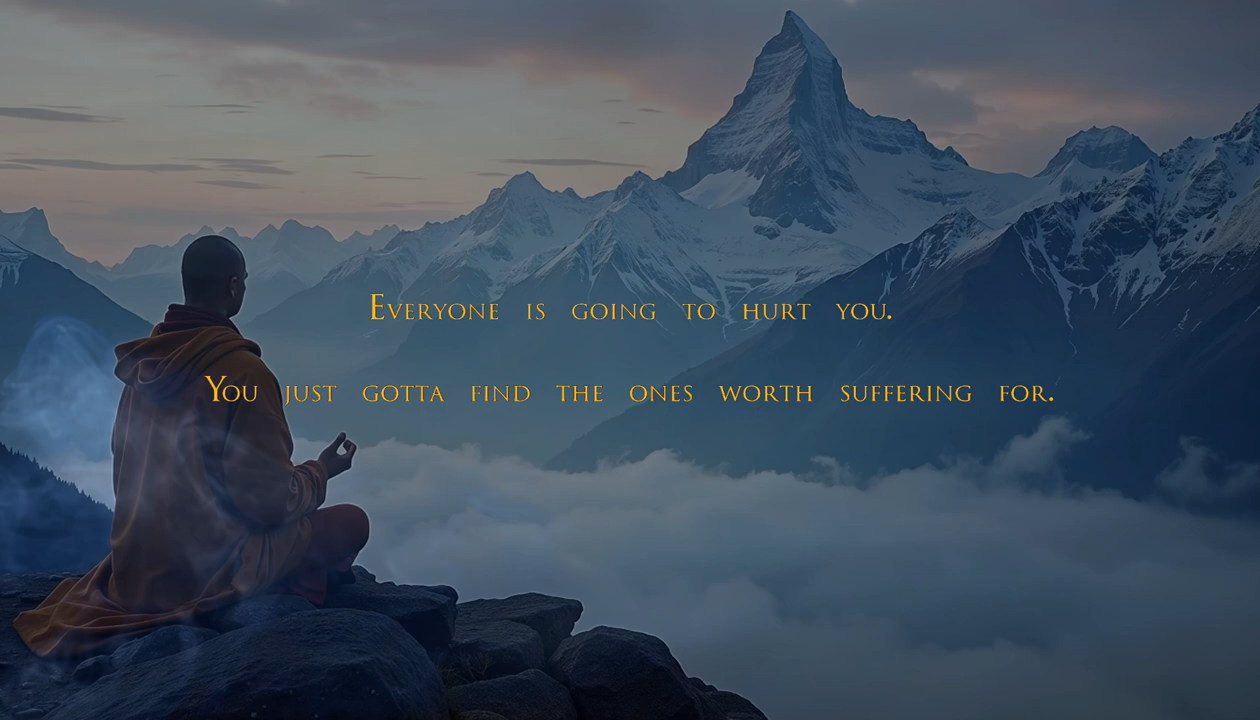 Everyone is going to hurt you.
You just gotta find the ones worth suffering for.